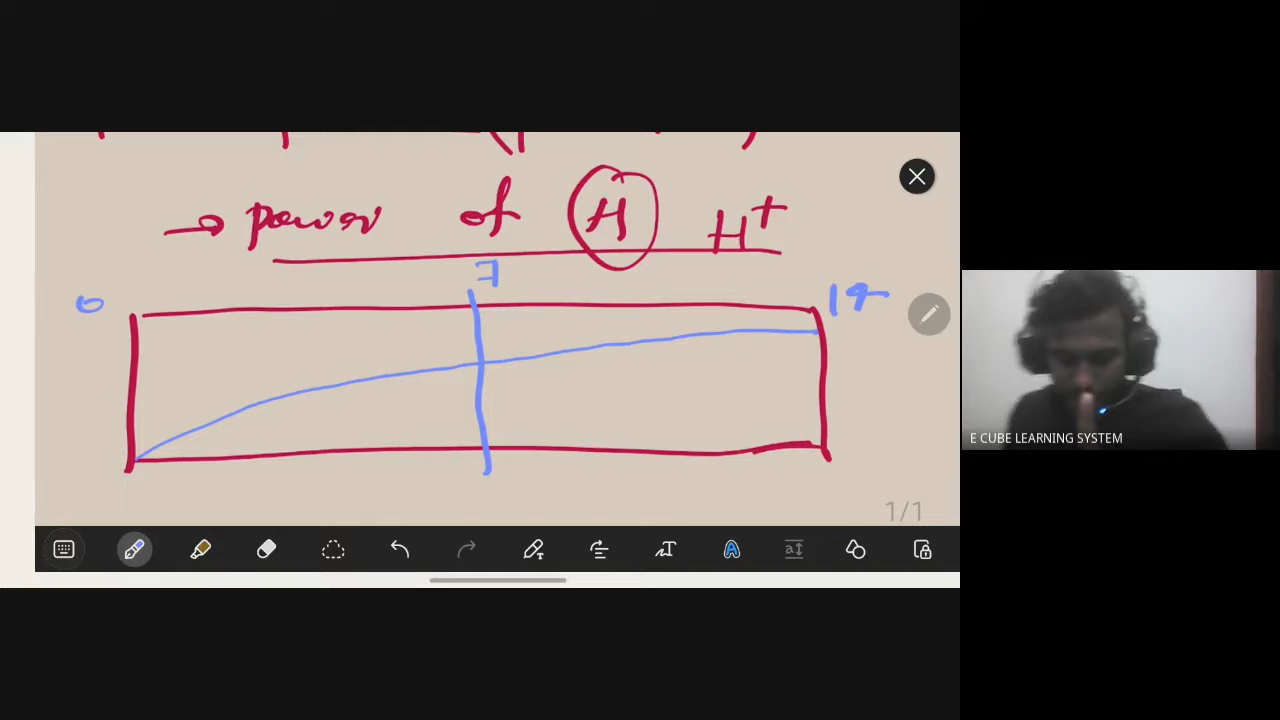 → power of H H⁺
7
0 14
E CUBE LEARNING SYSTEM
1/1